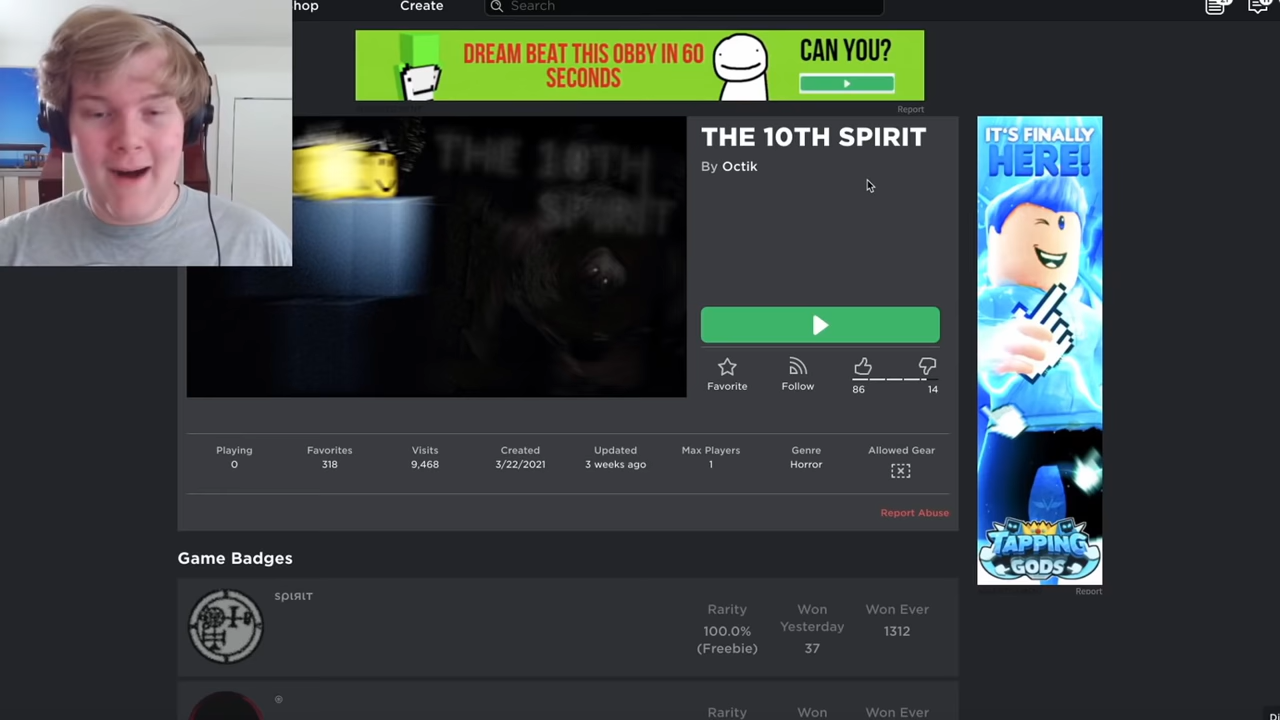 hop
Create
Search
DREAM BEAT THIS OBBY IN 60
SECONDS
CAN YOU?
Report
THE 10TH
SPIRIT
THE 10TH SPIRIT
By Octik
IT'S FINALLY
HERE!
Favorite
Follow
86
14
Playing
0
Favorites
318
Visits
9,468
Created
3/22/2021
Updated
3 weeks ago
Max Players
1
Genre
Horror
Allowed Gear
Report Abuse
TAPPING
GODS
Report
Game Badges
sριяιт
Rarity
100.0%
(Freebie)
Won
Yesterday
37
Won Ever
1312
Rarity
Won
Won Ever